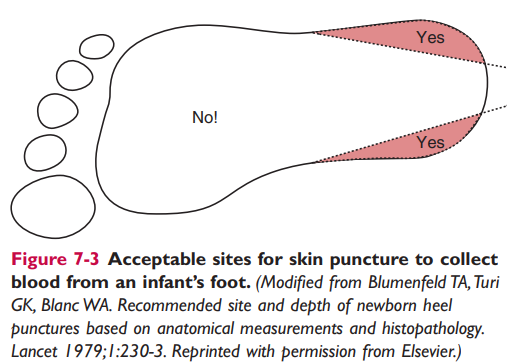 Yes
No!
Yes
Figure 7-3 Acceptable sites for skin puncture to collect
blood from an infant's foot. (Modified from Blumenfeld TA, Turi
GK, Blanc WA. Recommended site and depth of newborn heel
punctures based on anatomical measurements and histopathology.
Lancet 1979;1:230-3. Reprinted with permission from Elsevier.)